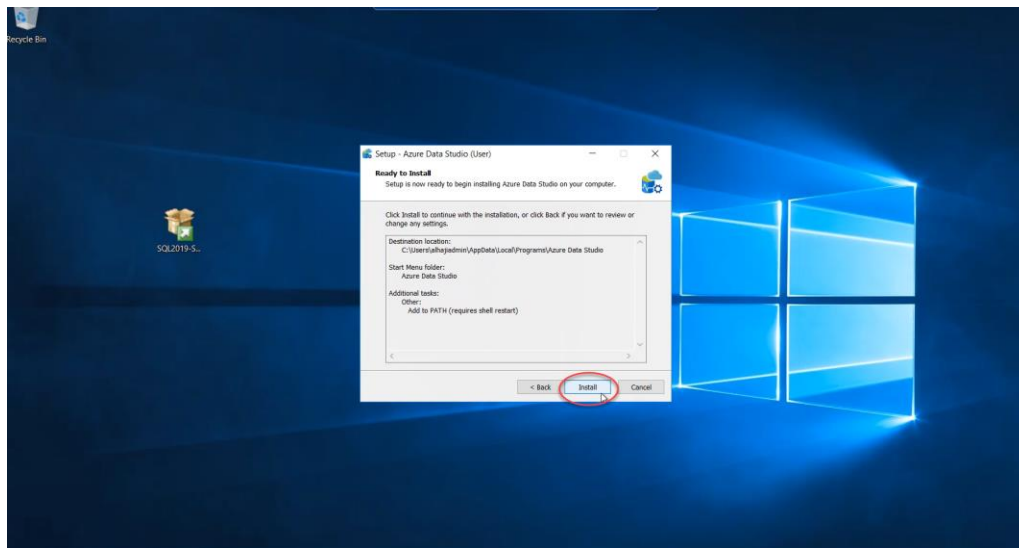 Recycle Bin
SQL2019-S...
Setup - Azure Data Studio (User)
Ready to Install
Setup is now ready to begin installing Azure Data Studio on your computer.
Click Install to continue with the installation, or click Back if you want to review or
change any settings.
Destination location:
C:\Users\alhajiadmin\AppData\Local\Programs\Azure Data Studio
Start Menu folder:
Azure Data Studio
Additional tasks:
Other:
Add to PATH (requires shell restart)
< Back
Install
Cancel